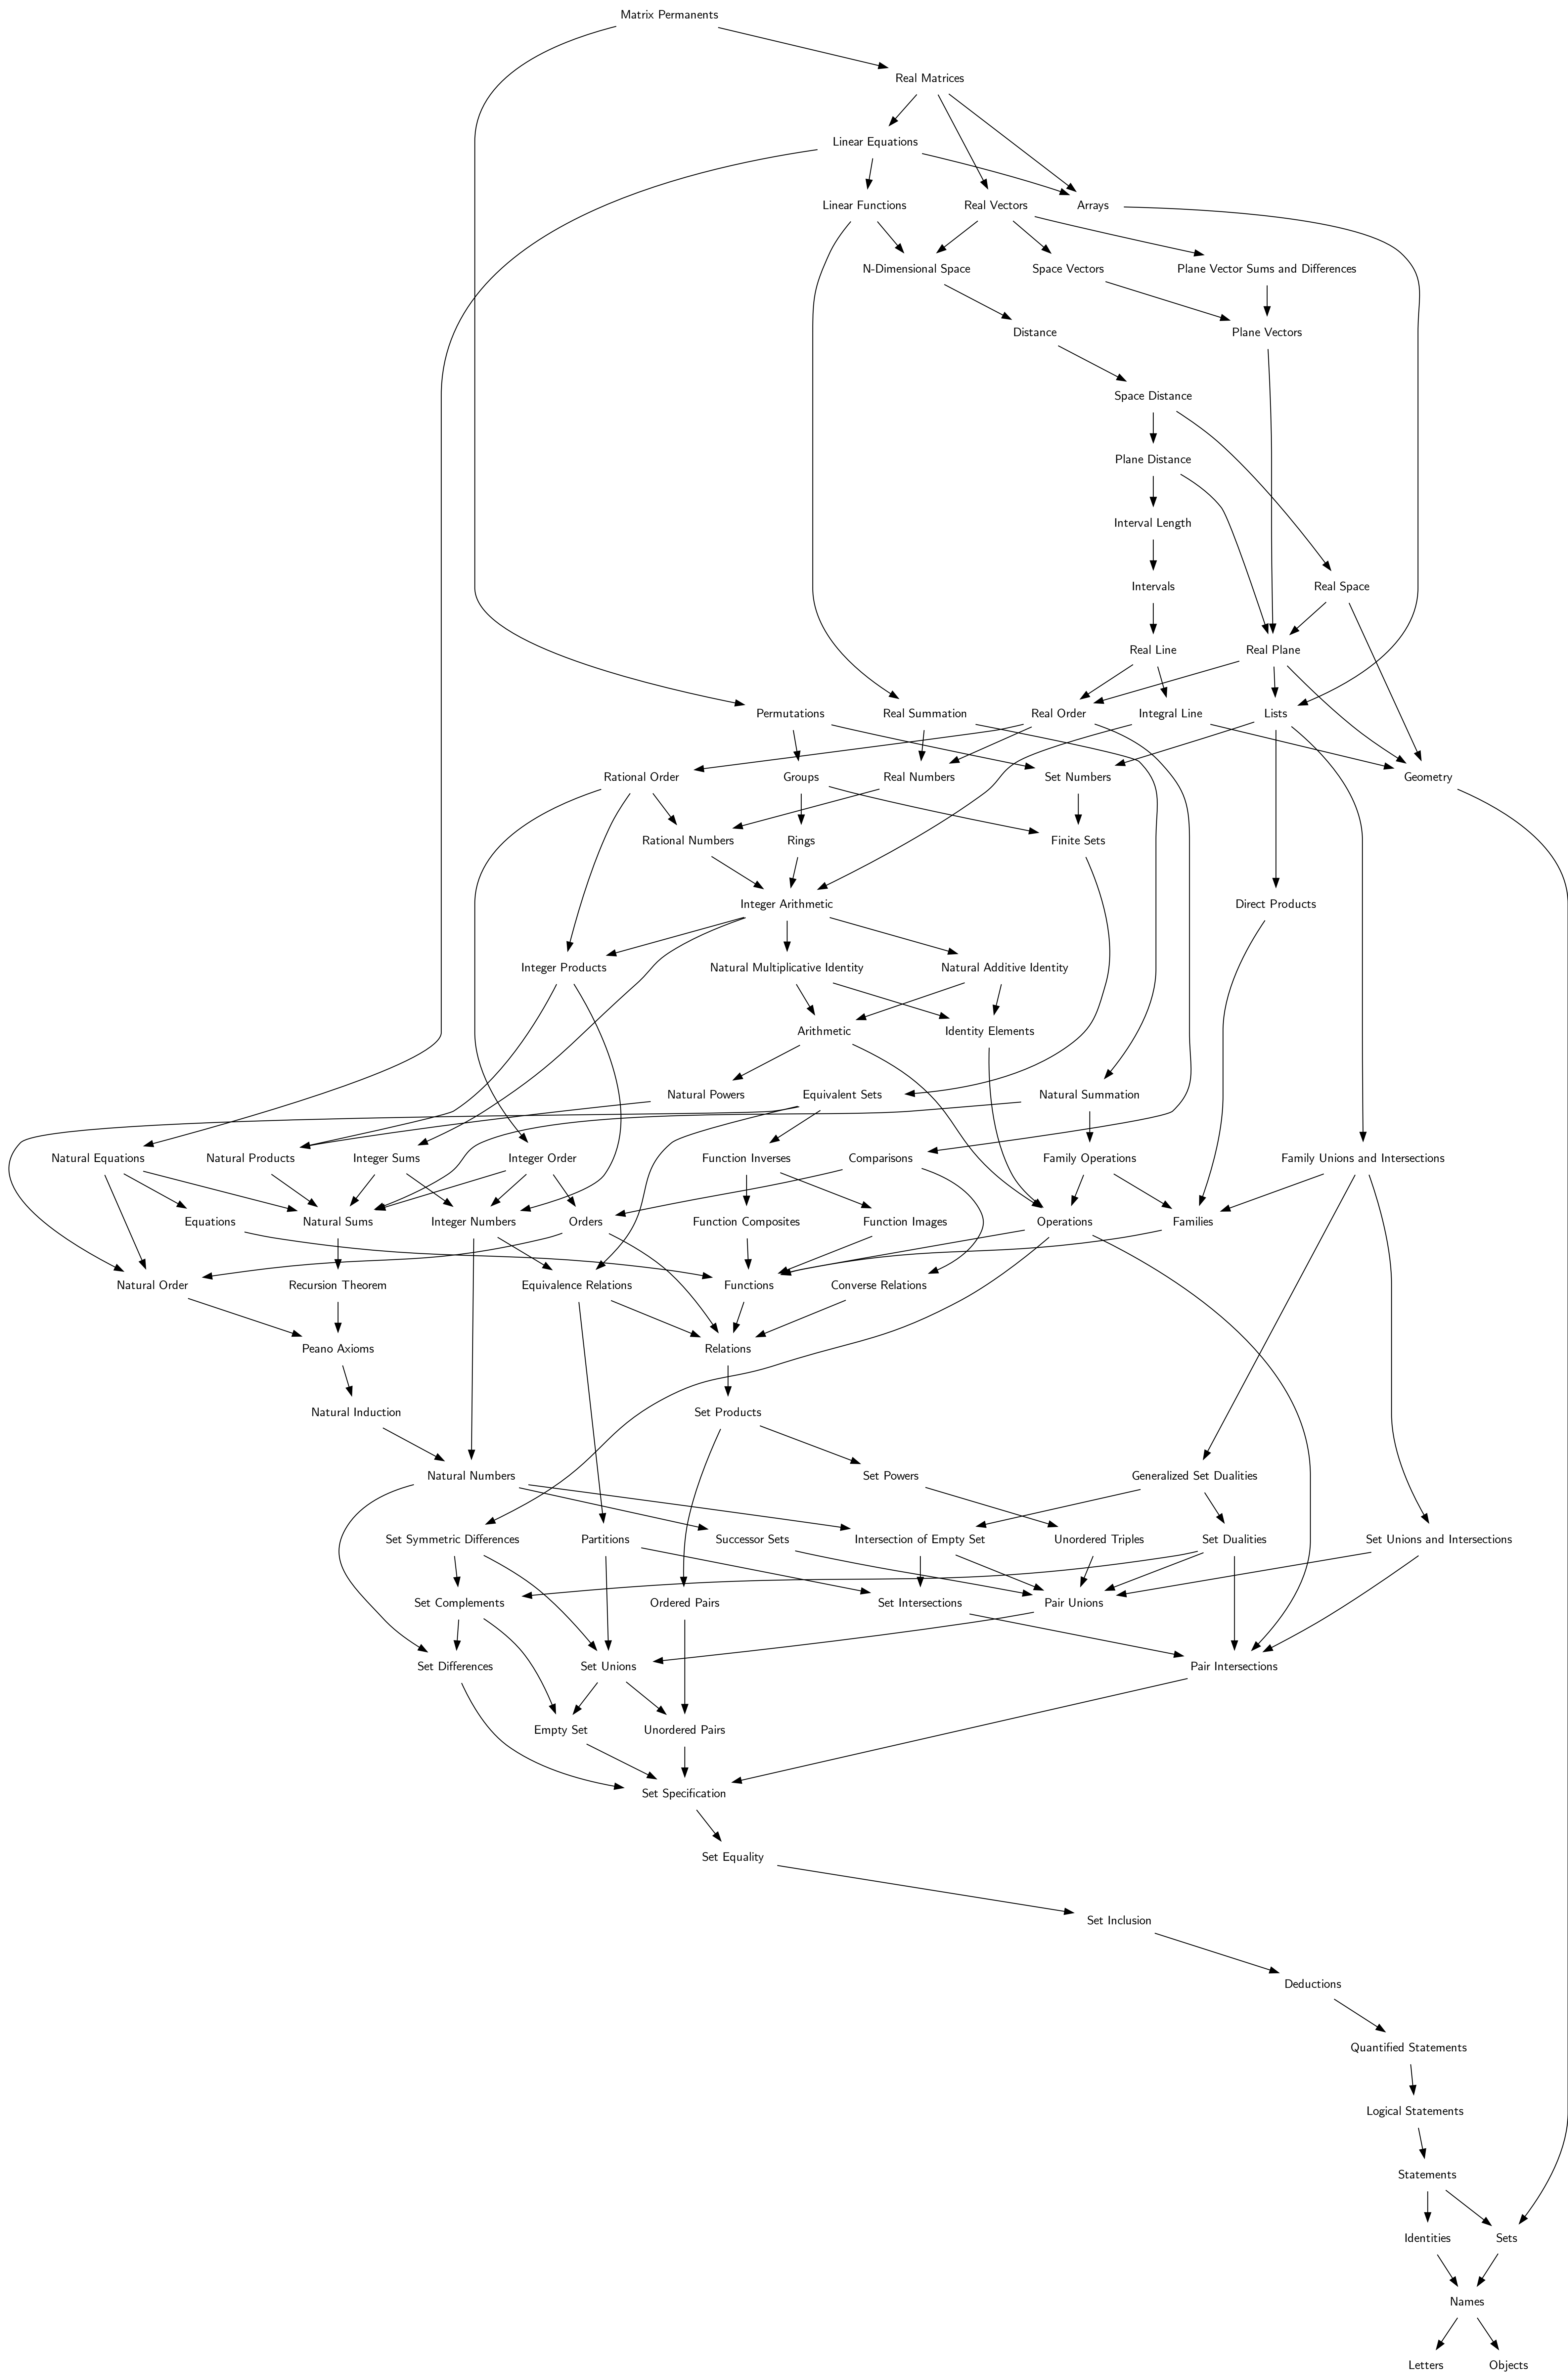 Matrix Permanents
Real Matrices
Linear Equations
Linear Functions
Real Vectors
Arrays
N-Dimensional Space
Space Vectors
Plane Vector Sums and Differences
Distance
Plane Vectors
Space Distance
Plane Distance
Interval Length
Intervals
Real Space
Real Line
Real Plane
Permutations
Real Summation
Real Order
Integral Line
Lists
Rational Order
Groups
Real Numbers
Set Numbers
Geometry
Rational Numbers
Rings
Finite Sets
Integer Arithmetic
Direct Products
Integer Products
Natural Multiplicative Identity
Natural Additive Identity
Arithmetic
Identity Elements
Natural Powers
Equivalent Sets
Natural Summation
Natural Equations
Natural Products
Integer Sums
Integer Order
Function Inverses
Comparisons
Family Operations
Family Unions and Intersections
Equations
Natural Sums
Integer Numbers
Orders
Function Composites
Function Images
Operations
Families
Natural Order
Recursion Theorem
Equivalence Relations
Functions
Converse Relations
Peano Axioms
Relations
Natural Induction
Set Products
Natural Numbers
Set Powers
Generalized Set Dualities
Set Symmetric Differences
Partitions
Successor Sets
Intersection of Empty Set
Unordered Triples
Set Dualities
Set Unions and Intersections
Set Complements
Ordered Pairs
Set Intersections
Pair Unions
Set Differences
Set Unions
Pair Intersections
Empty Set
Unordered Pairs
Set Specification
Set Equality
Set Inclusion
Deductions
Quantified Statements
Logical Statements
Statements
Identities
Sets
Names
Letters
Objects